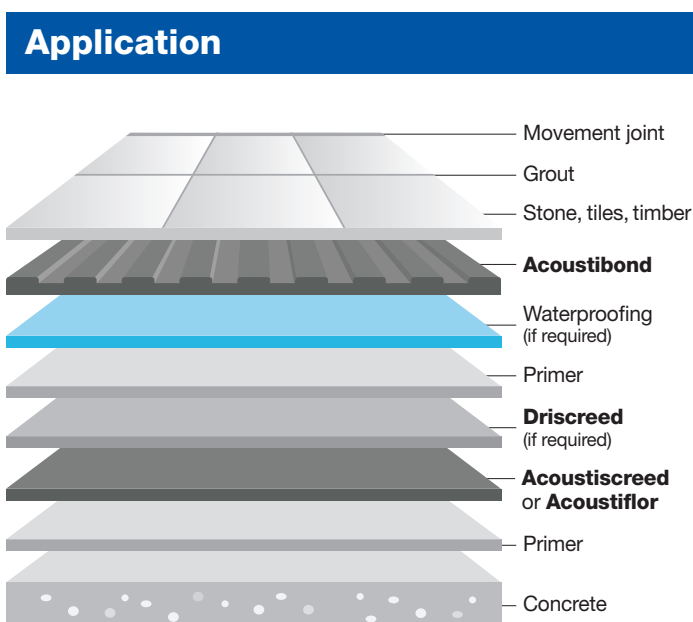 Application
Movement joint
Grout
Stone, tiles, timber
Acoustibond
Waterproofing
(if required)
Primer
Driscreed
(if required)
Acoustiscreed
or Acoustiflor
Primer
Concrete